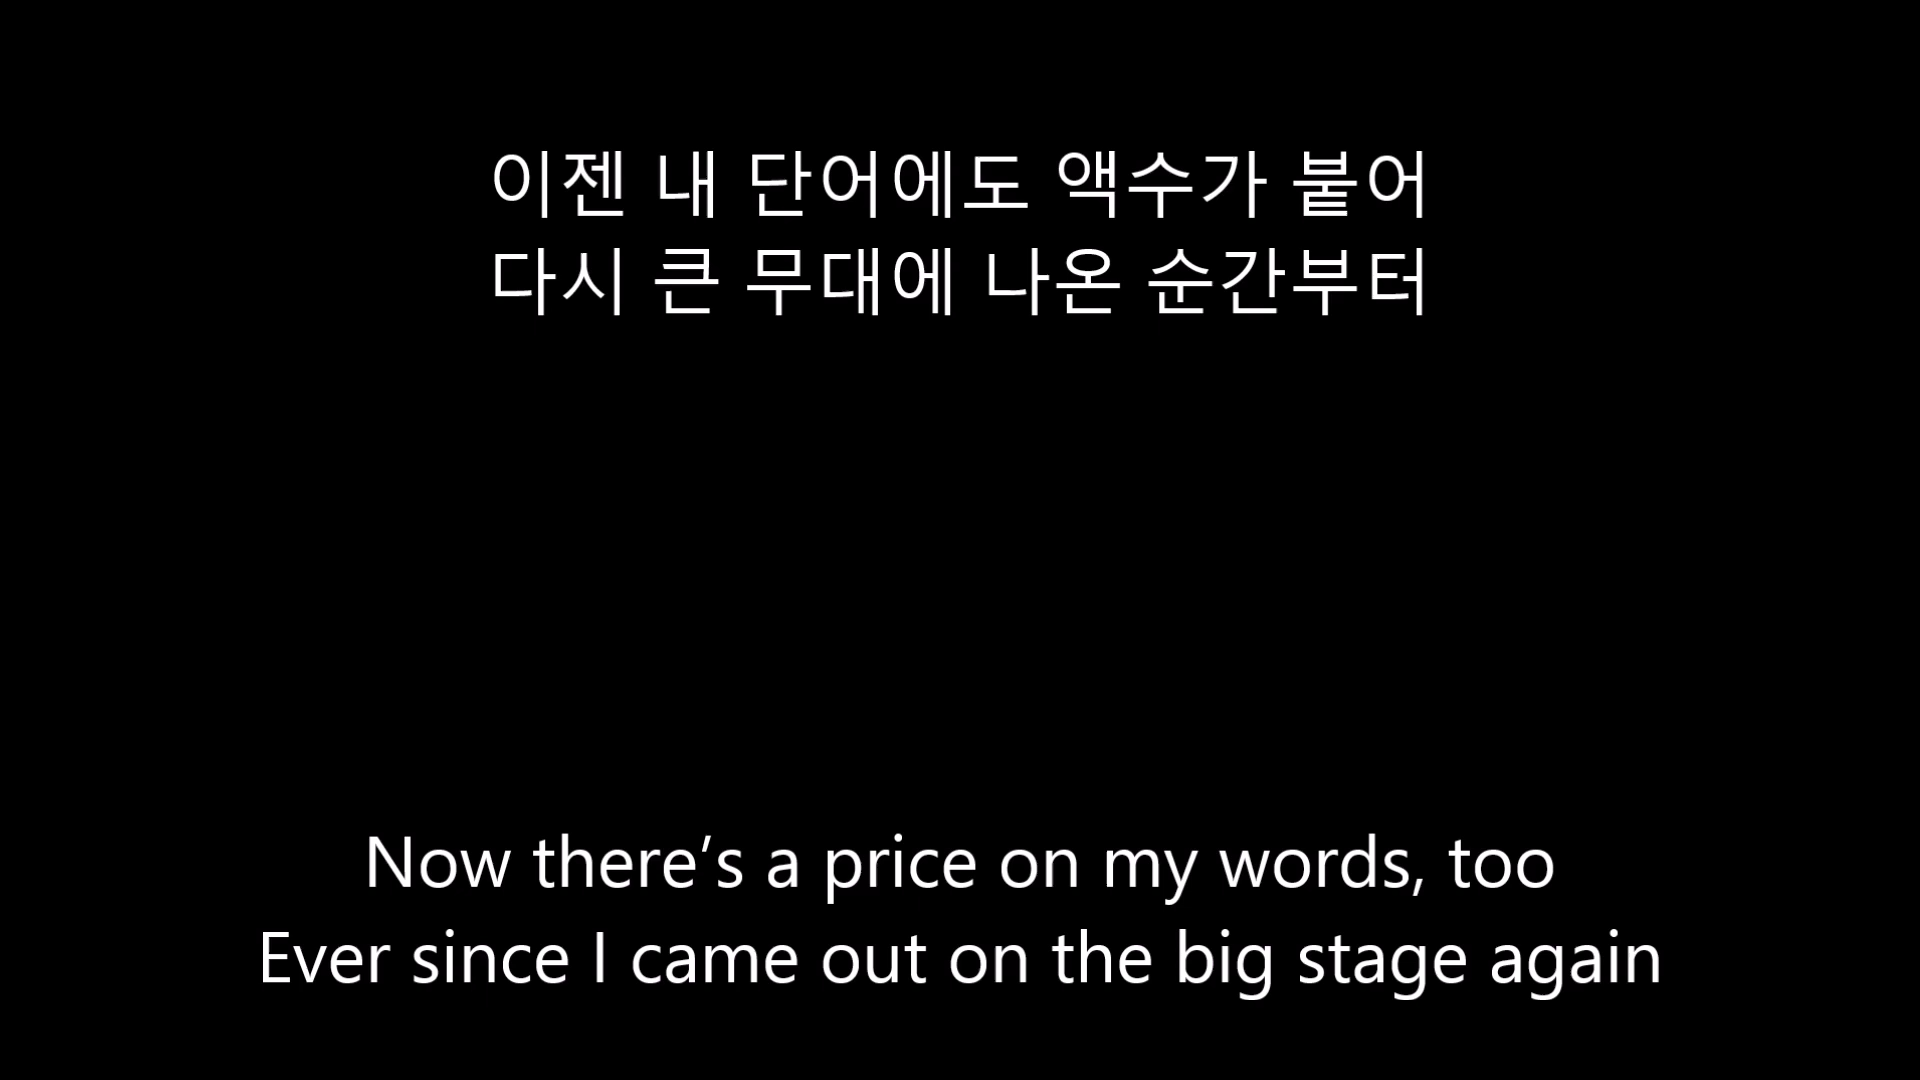 이젠 내 단어에도 액수가 붙어
다시 큰 무대에 나온 순간부터
Now there’s a price on my words, too
Ever since I came out on the big stage again